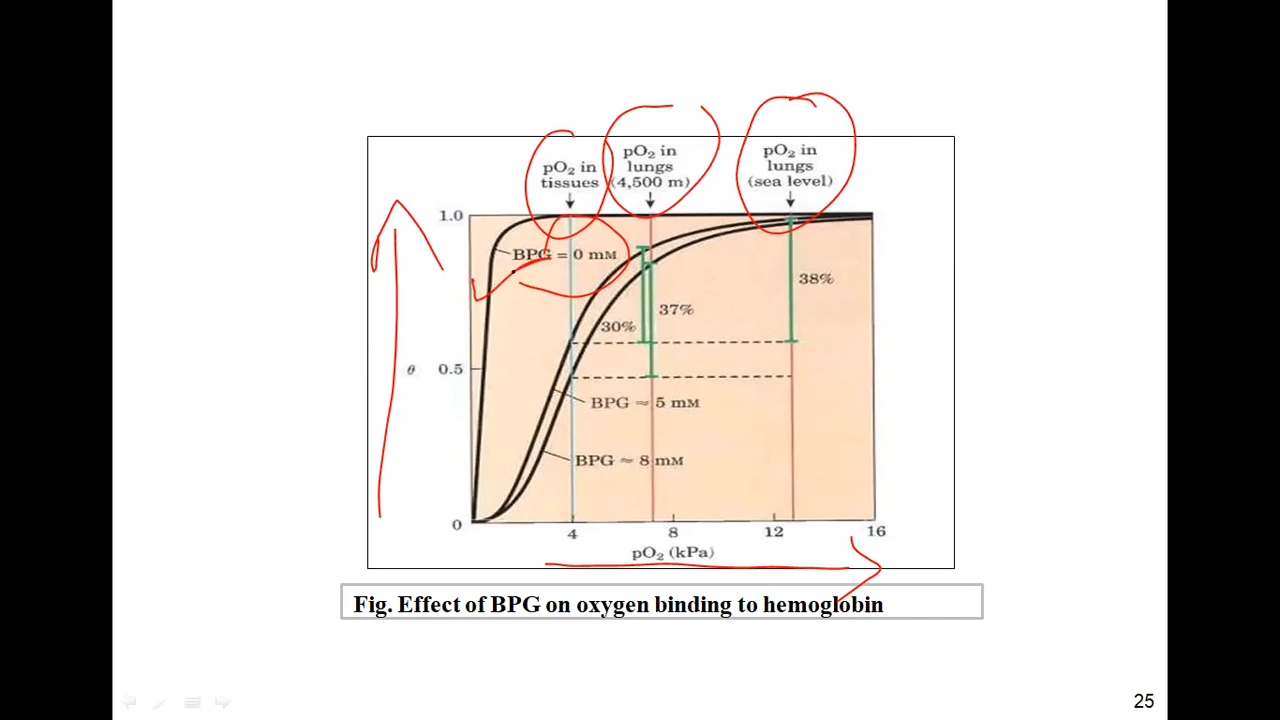 pO₂ in
tissues
pO₂ in
lungs
(4,500 m)
pO₂ in
lungs
(sea level)
1.0
BPG = 0 mM
38%
37%
30%
θ
0.5
BPG ≈ 5 mM
BPG ≈ 8 mM
0
4
8
12
16
pO₂ (kPa)
Fig. Effect of BPG on oxygen binding to hemoglobin
25